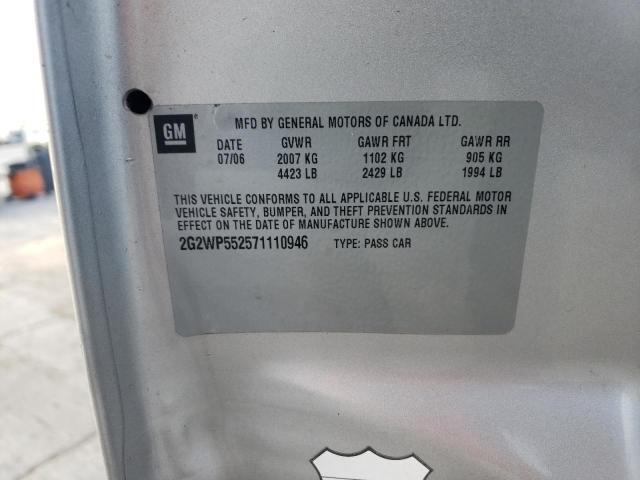 GM MFD BY GENERAL MOTORS OF CANADA LTD.
DATE GVWR GAWR FRT GAWR RR
07/06 2007 KG 1102 KG 905 KG
4423 LB 2429 LB 1994 LB
THIS VEHICLE CONFORMS TO ALL APPLICABLE U.S. FEDERAL MOTOR
VEHICLE SAFETY, BUMPER, AND THEFT PREVENTION STANDARDS IN
EFFECT ON THE DATE OF MANUFACTURE SHOWN ABOVE.
2G2WP552571110946 TYPE: PASS CAR